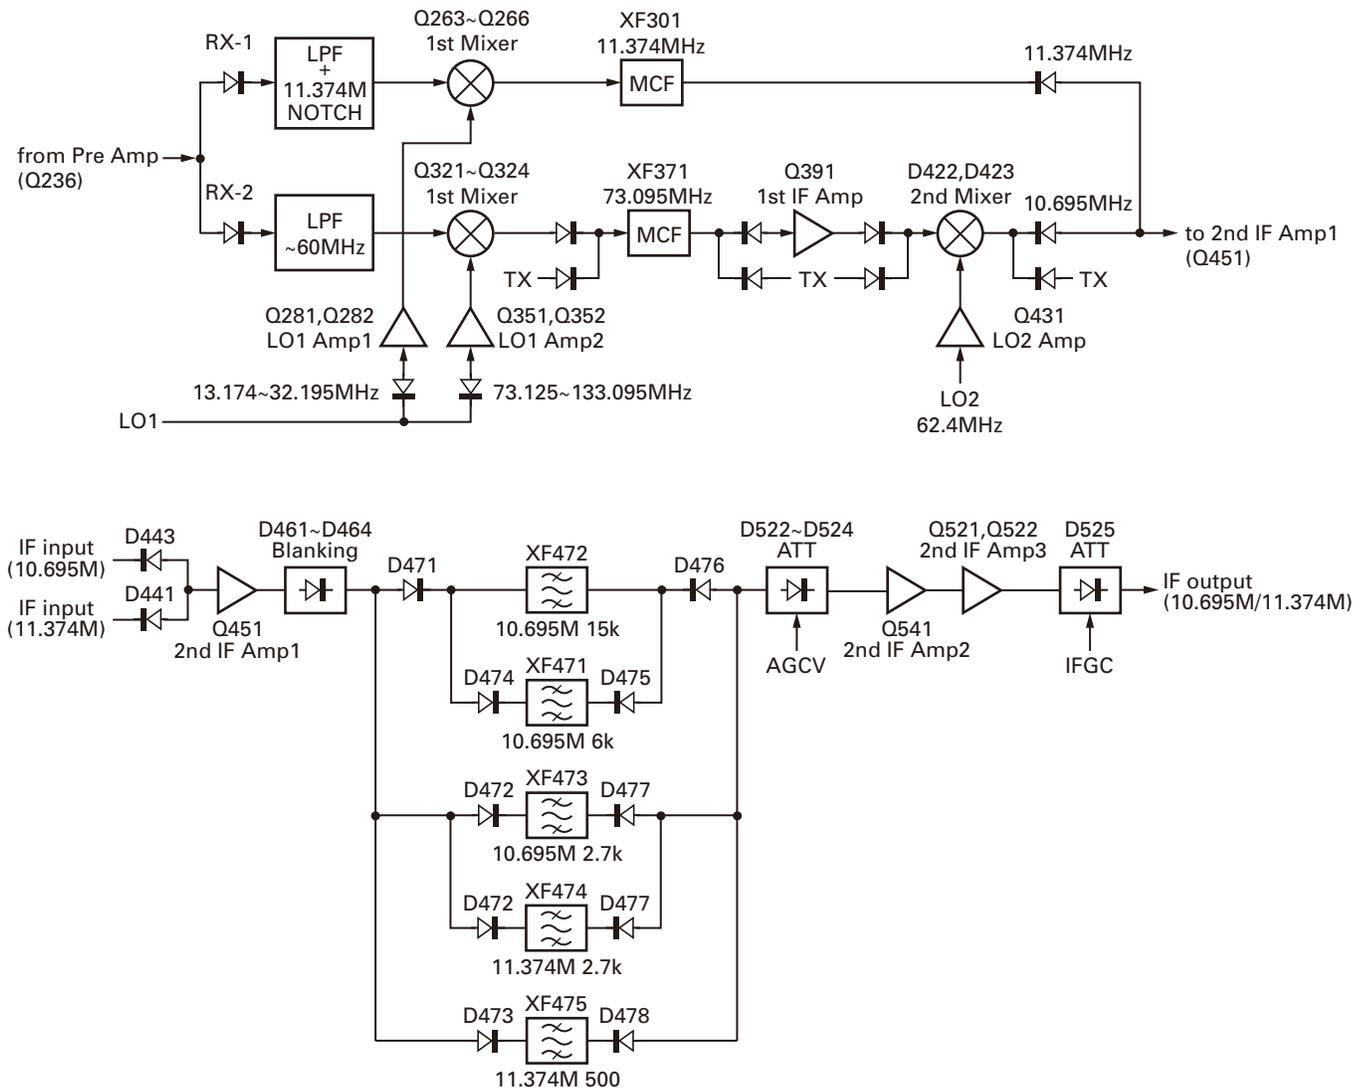 Q263~Q266
1st Mixer
XF301
11.374MHz
RX-1
LPF
+
11.374M
NOTCH
MCF
11.374MHz
from Pre Amp
(Q236)
RX-2
LPF
~60MHz
Q321~Q324
1st Mixer
XF371
73.095MHz
MCF
Q391
1st IF Amp
D422,D423
2nd Mixer
10.695MHz
to 2nd IF Amp1
(Q451)
TX
TX
TX
Q281,Q282
LO1 Amp1
Q351,Q352
LO1 Amp2
Q431
LO2 Amp
13.174~32.195MHz
73.125~133.095MHz
LO1
LO2
62.4MHz
IF input
(10.695M)
D443
IF input
(11.374M)
D441
Q451
2nd IF Amp1
D461~D464
Blanking
D471
XF472
10.695M 15k
D476
D474
XF471
D475
10.695M 6k
D472
XF473
D477
10.695M 2.7k
D472
XF474
D477
11.374M 2.7k
D473
XF475
D478
11.374M 500
D522~D524
ATT
AGCV
Q541
2nd IF Amp2
Q521,Q522
2nd IF Amp3
D525
ATT
IFGC
IF output
(10.695M/11.374M)